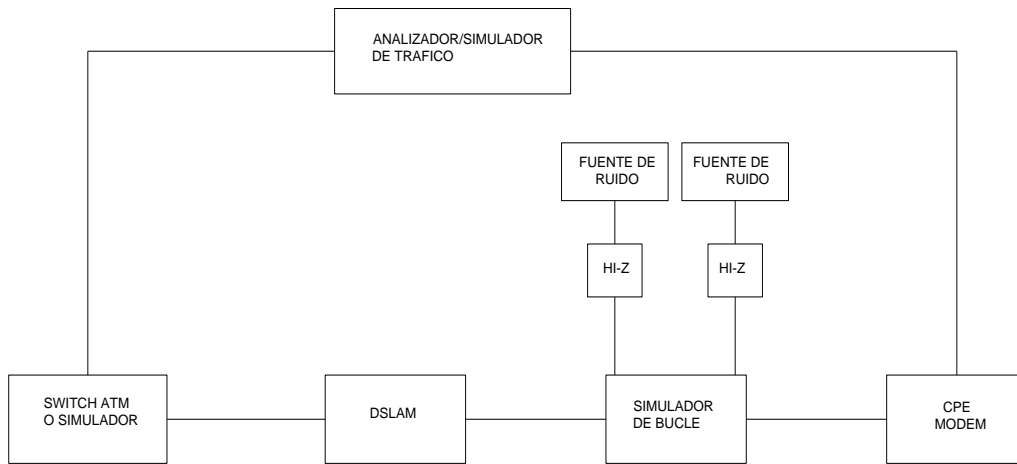 ANALIZADOR/SIMULADOR
DE TRAFICO
FUENTE DE
RUIDO
FUENTE DE
RUIDO
HI-Z
HI-Z
SWITCH ATM
O SIMULADOR
DSLAM
SIMULADOR
DE BUCLE
CPE
MODEM